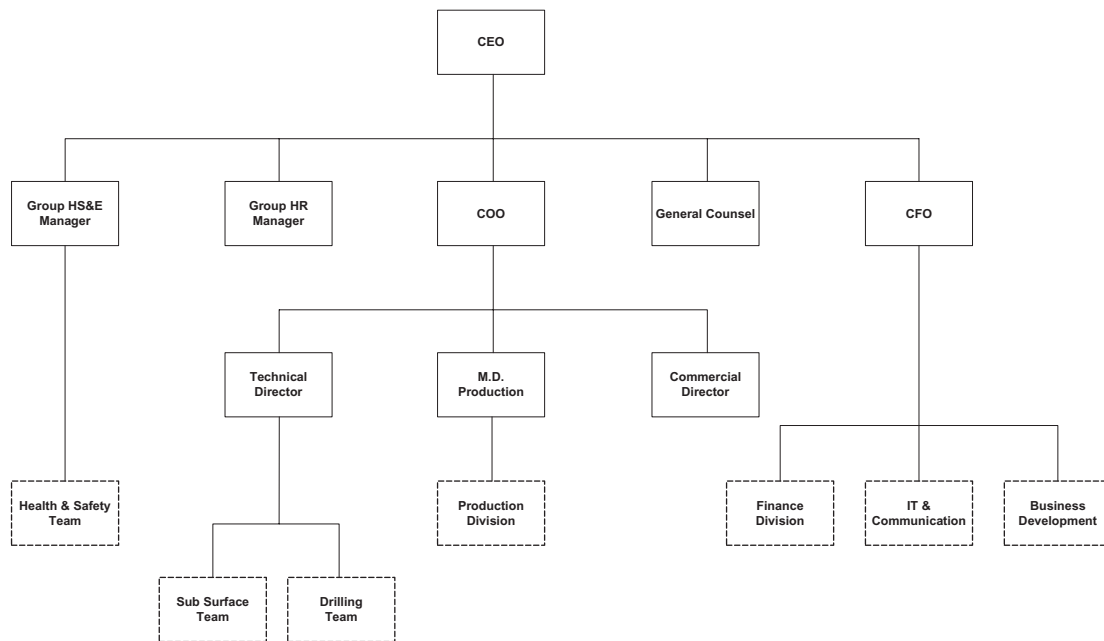 CEO
Group HS&E
Manager
Group HR
Manager
COO
General Counsel
CFO
Technical
Director
M.D.
Production
Commercial
Director
Health & Safety
Team
Production
Division
Finance
Division
IT &
Communication
Business
Development
Sub Surface
Team
Drilling
Team